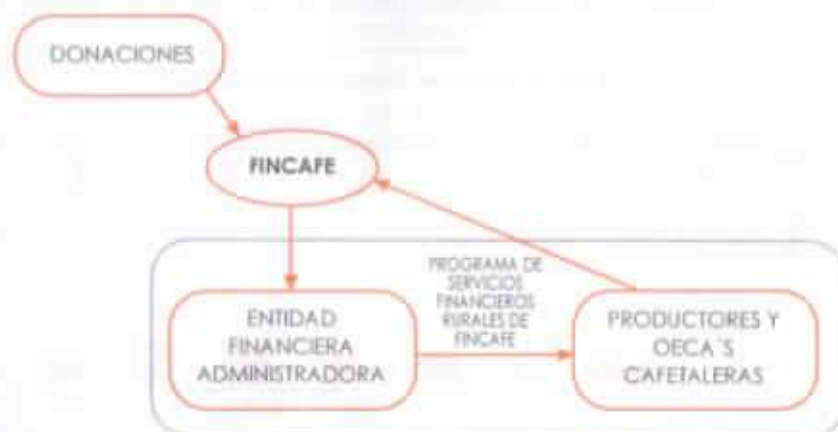 DONACIONES
FINCAFE
PROGRAMA DE
SERVICIOS
FINANCIEROS
RURALES DE
FINCAFE
ENTIDAD
FINANCIERA
ADMINISTRADORA
PRODUCTORES Y
OECA´S
CAFETALERAS